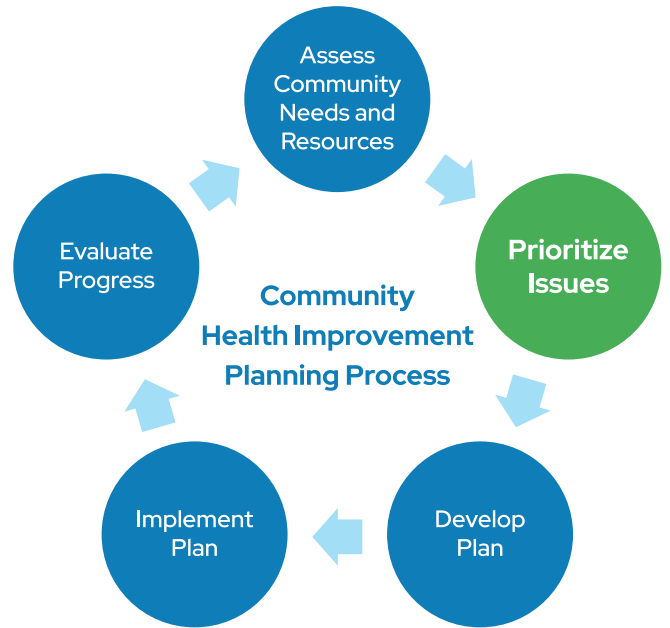 Assess
Community
Needs and
Resources
Prioritize
Issues
Develop
Plan
Implement
Plan
Evaluate
Progress
Community
Health Improvement
Planning Process